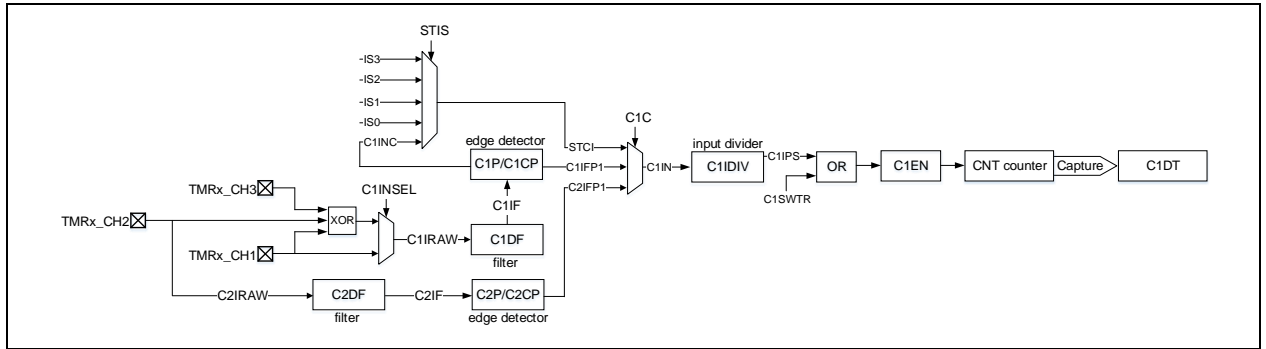 STIS
-IS3
-IS2
-IS1
-IS0
C1INC
edge detector
C1P/C1CP
C1IF
STCI
C1IFP1
C2IFP1
C1C
C1IN
input divider
C1IDIV
C1IPS
C1SWTR
OR
C1EN
CNT counter
Capture
C1DT
TMRx_CH3
TMRx_CH2
TMRx_CH1
XOR
C1INSEL
C1IRAW
C1DF
filter
C2IRAW
C2DF
filter
C2IF
C2P/C2CP
edge detector